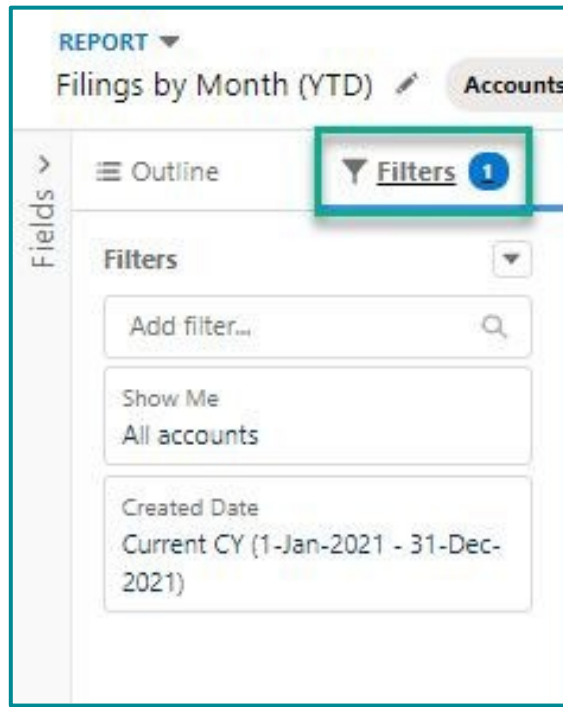 REPORT
Filings by Month (YTD)
Accounts
Fields
Outline
Filters 1
Filters
Add filter...
Show Me
All accounts
Created Date
Current CY (1-Jan-2021 - 31-Dec-
2021)